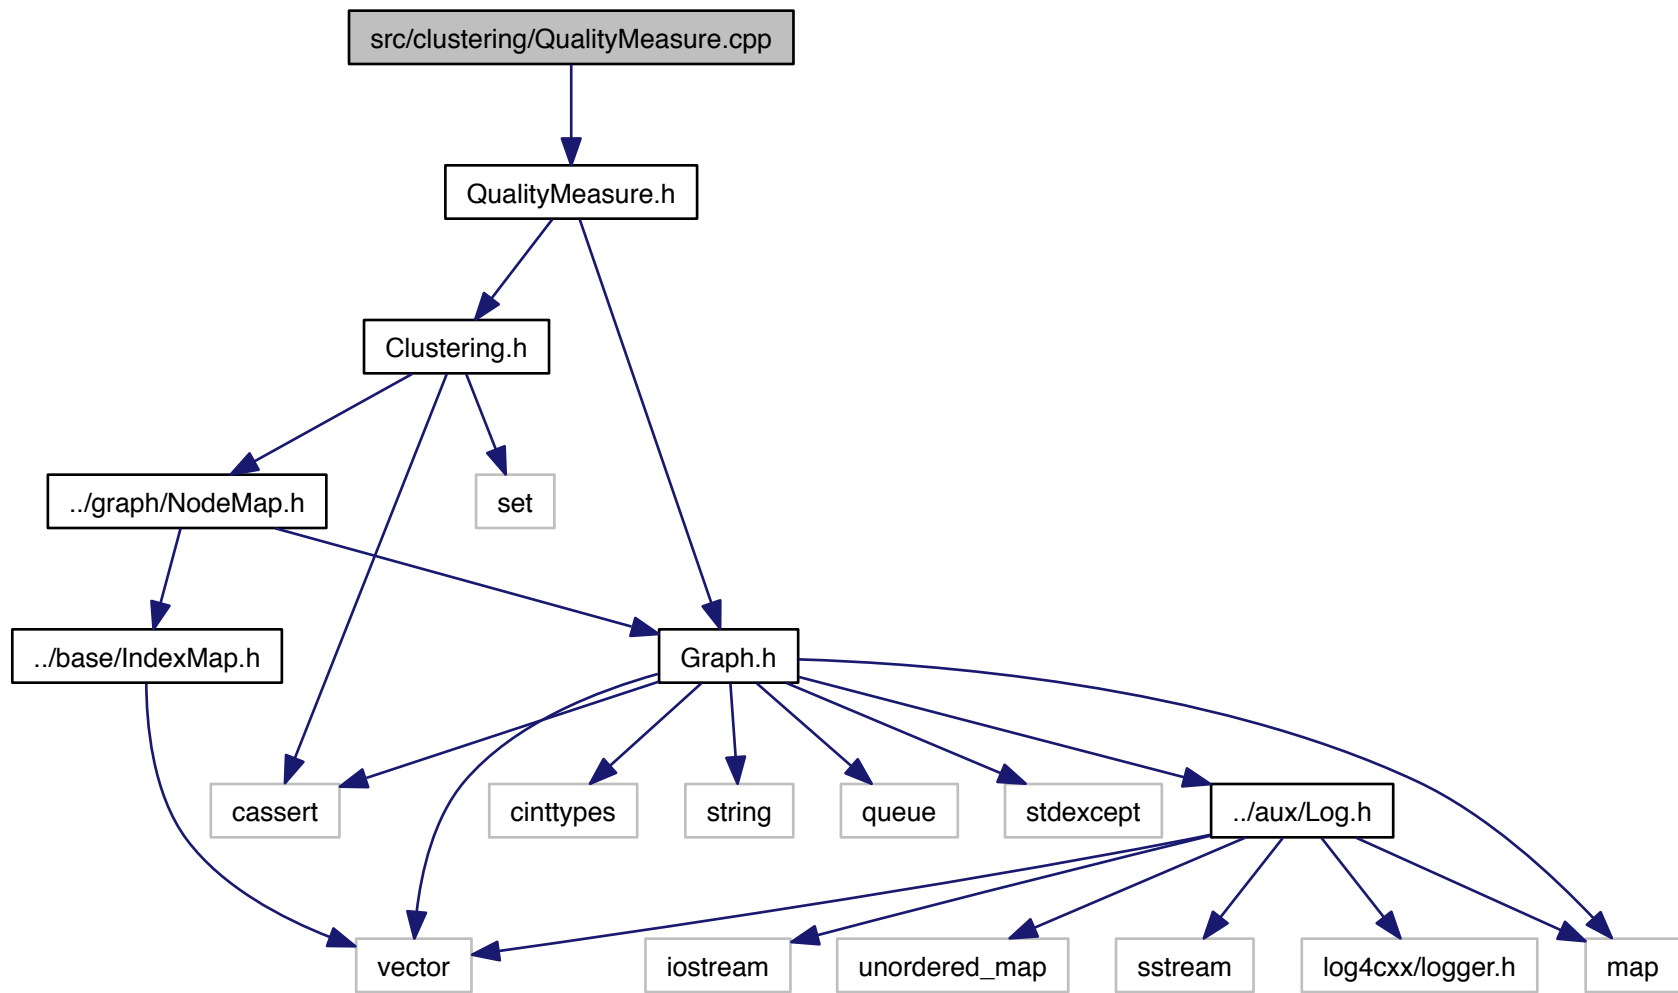 src/clustering/QualityMeasure.cpp
QualityMeasure.h
Clustering.h
../graph/NodeMap.h
set
../base/IndexMap.h
Graph.h
cassert
cinttypes
string
queue
stdexcept
../aux/Log.h
vector
iostream
unordered_map
sstream
log4cxx/logger.h
map